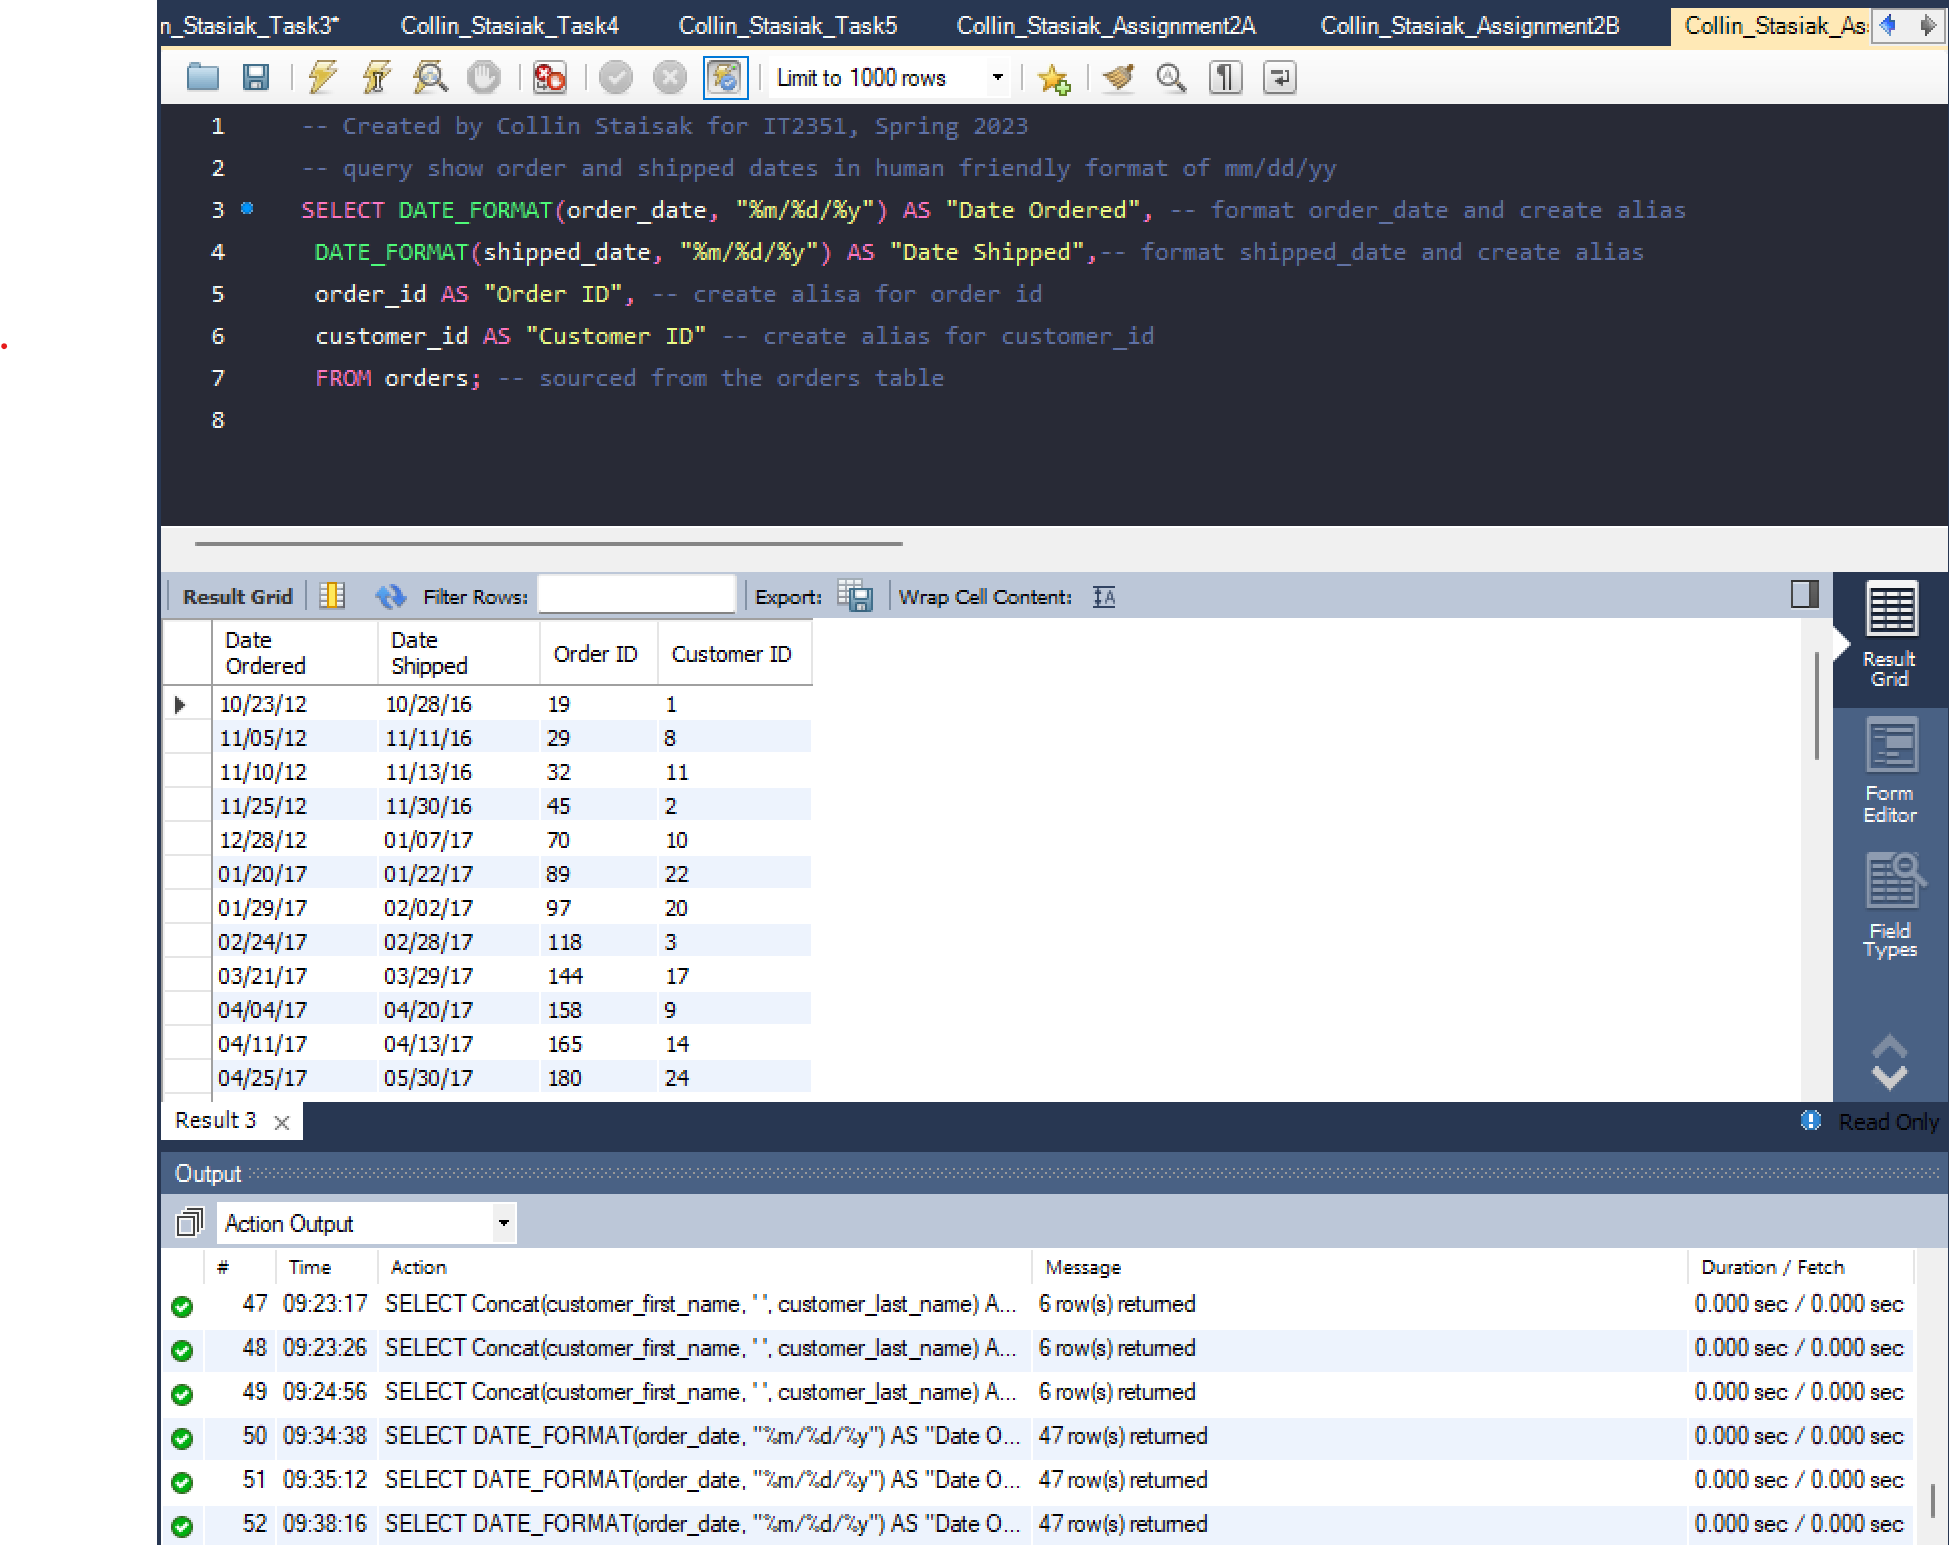 n_Stasiak_Task3* Collin_Stasiak_Task4 Collin_Stasiak_Task5 Collin_Stasiak_Assignment2A Collin_Stasiak_Assignment2B Collin_Stasiak_As
Limit to 1000 rows
1 -- Created by Collin Staisak for IT2351, Spring 2023
2 -- query show order and shipped dates in human friendly format of mm/dd/yy
3 SELECT DATE_FORMAT(order_date, "%m/%d/%y") AS "Date Ordered", -- format order_date and create alias
4 DATE_FORMAT(shipped_date, "%m/%d/%y") AS "Date Shipped",-- format shipped_date and create alias
5 order_id AS "Order ID", -- create alisa for order id
6 customer_id AS "Customer ID" -- create alias for customer_id
7 FROM orders; -- sourced from the orders table
8
Result Grid Filter Rows: Export: Wrap Cell Content:
Date Ordered Date Shipped Order ID Customer ID
10/23/12 10/28/16 19 1
11/05/12 11/11/16 29 8
11/10/12 11/13/16 32 11
11/25/12 11/30/16 45 2
12/28/12 01/07/17 70 10
01/20/17 01/22/17 89 22
01/29/17 02/02/17 97 20
02/24/17 02/28/17 118 3
03/21/17 03/29/17 144 17
04/04/17 04/20/17 158 9
04/11/17 04/13/17 165 14
04/25/17 05/30/17 180 24
Result
Grid
Form
Editor
Field
Types
Result 3 Read Only
Output
Action Output
# Time Action Message Duration / Fetch
47 09:23:17 SELECT Concat(customer_first_name, ' ', customer_last_name) A... 6 row(s) returned 0.000 sec / 0.000 sec
48 09:23:26 SELECT Concat(customer_first_name, ' ', customer_last_name) A... 6 row(s) returned 0.000 sec / 0.000 sec
49 09:24:56 SELECT Concat(customer_first_name, ' ', customer_last_name) A... 6 row(s) returned 0.000 sec / 0.000 sec
50 09:34:38 SELECT DATE_FORMAT(order_date, "%m/%d/%y") AS "Date O... 47 row(s) returned 0.000 sec / 0.000 sec
51 09:35:12 SELECT DATE_FORMAT(order_date, "%m/%d/%y") AS "Date O... 47 row(s) returned 0.000 sec / 0.000 sec
52 09:38:16 SELECT DATE_FORMAT(order_date, "%m/%d/%y") AS "Date O... 47 row(s) returned 0.000 sec / 0.000 sec